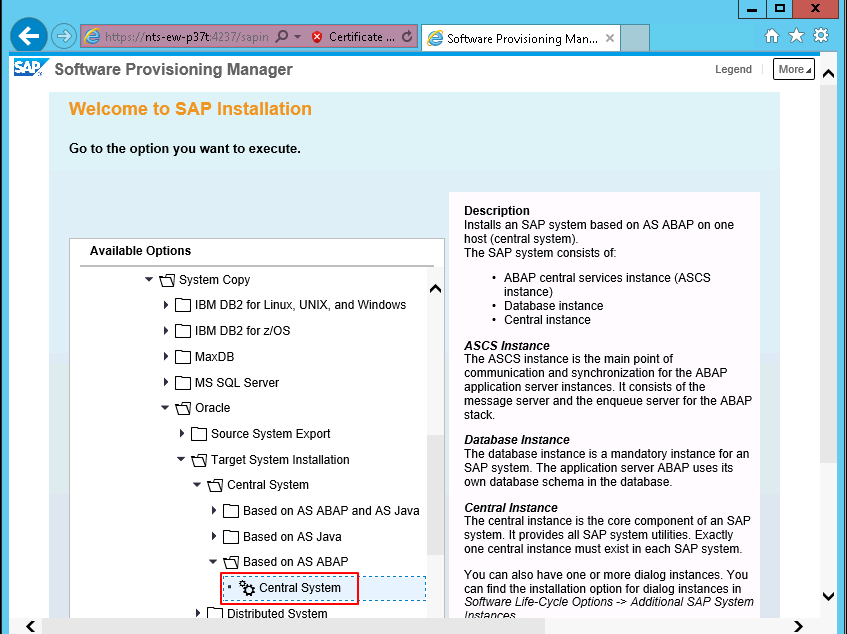 https://nts-ew-p37t:4237/sapin
Certificate ...
Software Provisioning Man...
SAP
Software Provisioning Manager
Legend
More
Welcome to SAP Installation
Go to the option you want to execute.
Available Options
System Copy
IBM DB2 for Linux, UNIX, and Windows
IBM DB2 for z/OS
MaxDB
MS SQL Server
Oracle
Source System Export
Target System Installation
Central System
Based on AS ABAP and AS Java
Based on AS Java
Based on AS ABAP
Central System
Distributed System
Description
Installs an SAP system based on AS ABAP on one
host (central system).
The SAP system consists of:
• ABAP central services instance (ASCS
instance)
• Database instance
• Central instance
ASCS Instance
The ASCS instance is the main point of
communication and synchronization for the ABAP
application server instances. It consists of the
message server and the enqueue server for the ABAP
stack.
Database Instance
The database instance is a mandatory instance for an
SAP system. The application server ABAP uses its
own database schema in the database.
Central Instance
The central instance is the core component of an SAP
system. It provides all SAP system utilities. Exactly
one central instance must exist in each SAP system.
You can also have one or more dialog instances. You
can find the installation option for dialog instances in
Software Life-Cycle Options -> Additional SAP System
Instances